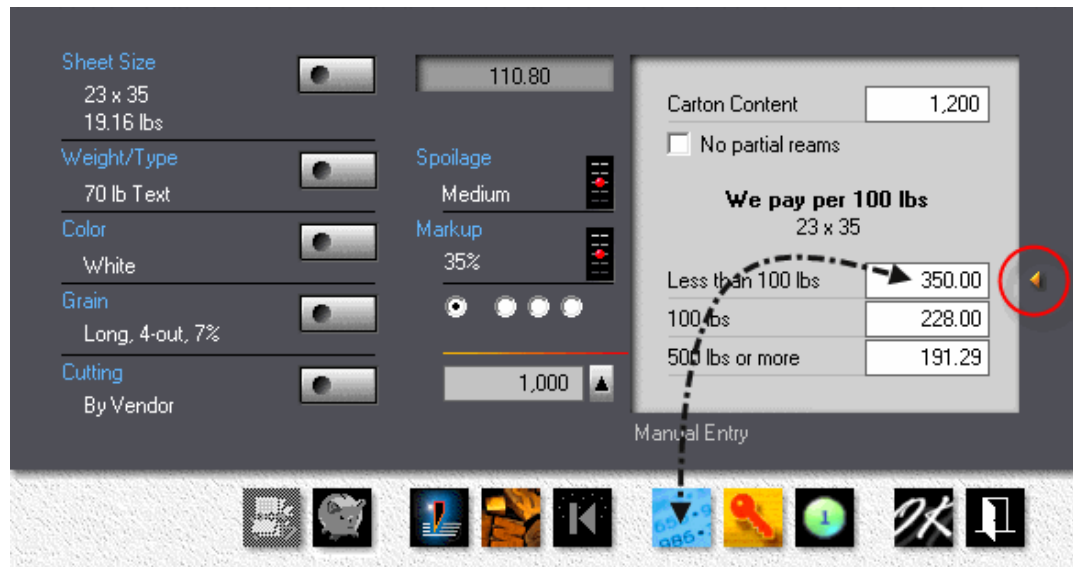 Sheet Size
23 x 35
19.16 lbs
Weight/Type
70 lb Text
Color
White
Grain
Long, 4-out, 7%
Cutting
By Vendor
110.80
Spoilage
Medium
Markup
35%
1,000
Carton Content 1,200
No partial reams
We pay per 100 lbs
23 x 35
Less than 100 lbs 350.00
100 lbs 228.00
500 lbs or more 191.29
Manual Entry
1
OK